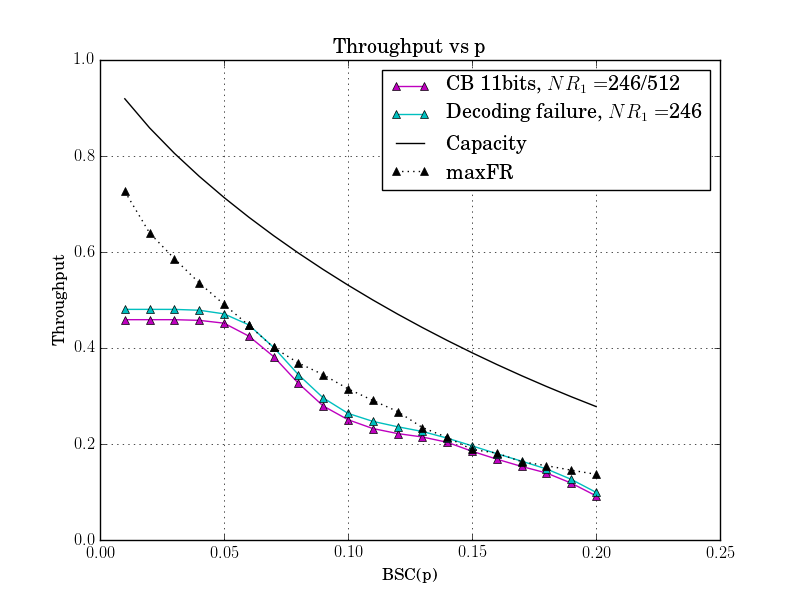 Throughput vs p
CB 11bits, NR₁ =246/512
Decoding failure, NR₁ =246
Capacity
maxFR
Throughput
1.0
0.8
0.6
0.4
0.2
0.0
0.00 0.05 0.10 0.15 0.20 0.25
BSC(p)